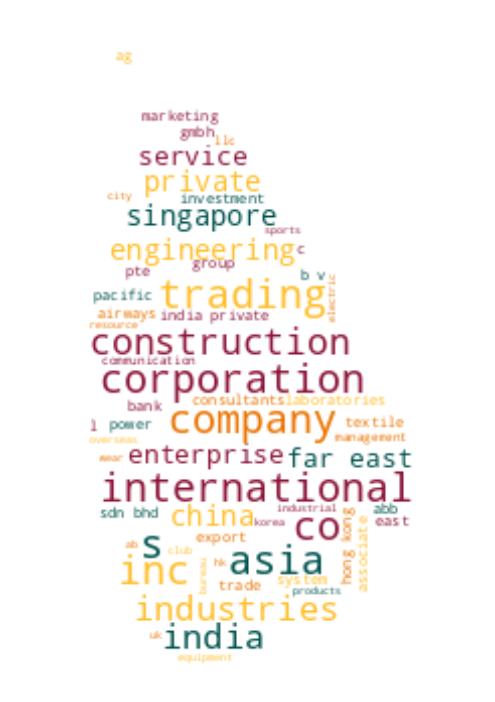 ag
marketing
gmbh
llc
service
private
city
investment
singapore
sports
engineering
c
group
pte
b v
pacific
trading
electric
airways
india private
resource
construction
communication
corporation
consultants
laboratories
bank
company
l
power
textile
overseas
management
wear
enterprise
far east
international
sdn bhd
china
industrial
korea
co
abb
east
export
s
ab
club
hk
asia
hong kong
associate
inc
bureau
trade
system
products
industries
uk
india
equipment